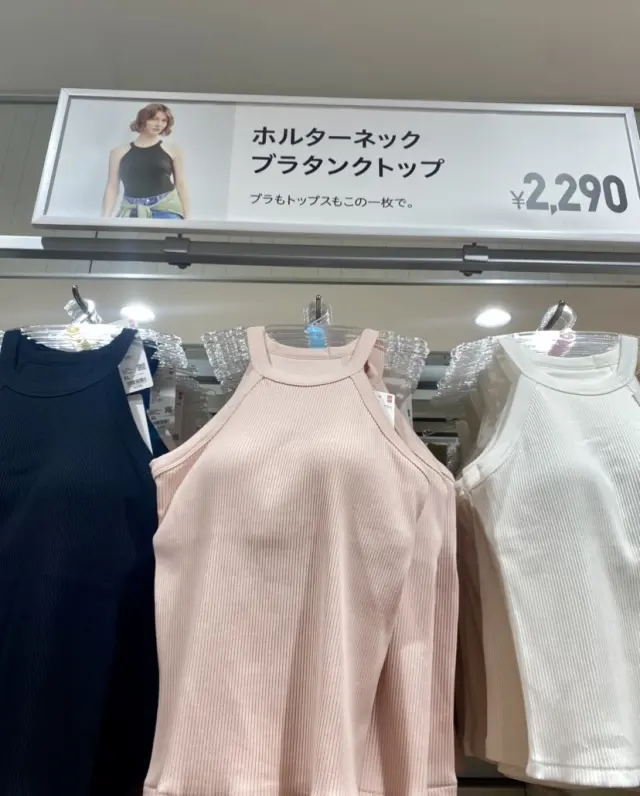 ホルターネック
ブラタンクトップ
ブラもトップスもこの一枚で。
¥2,290